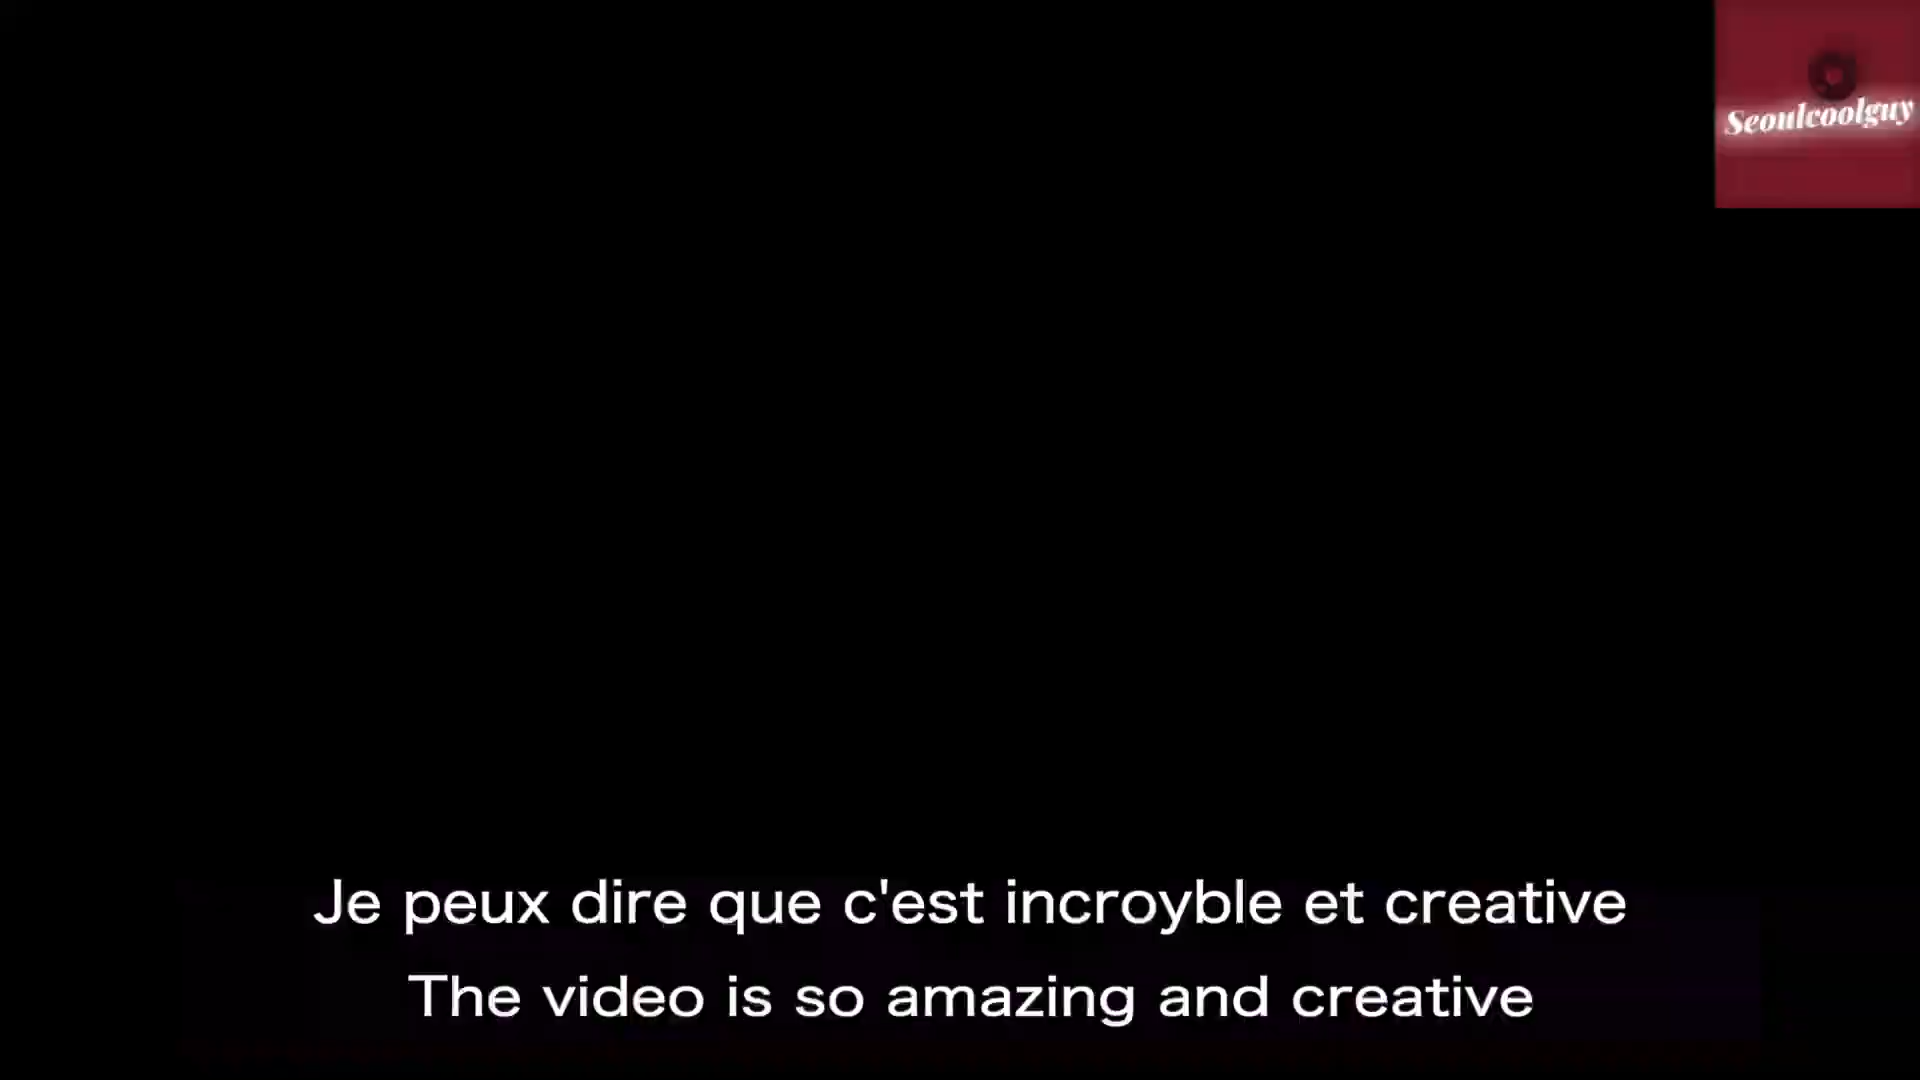 Seoulcoolguy
Je peux dire que c'est incroyble et creative
The video is so amazing and creative